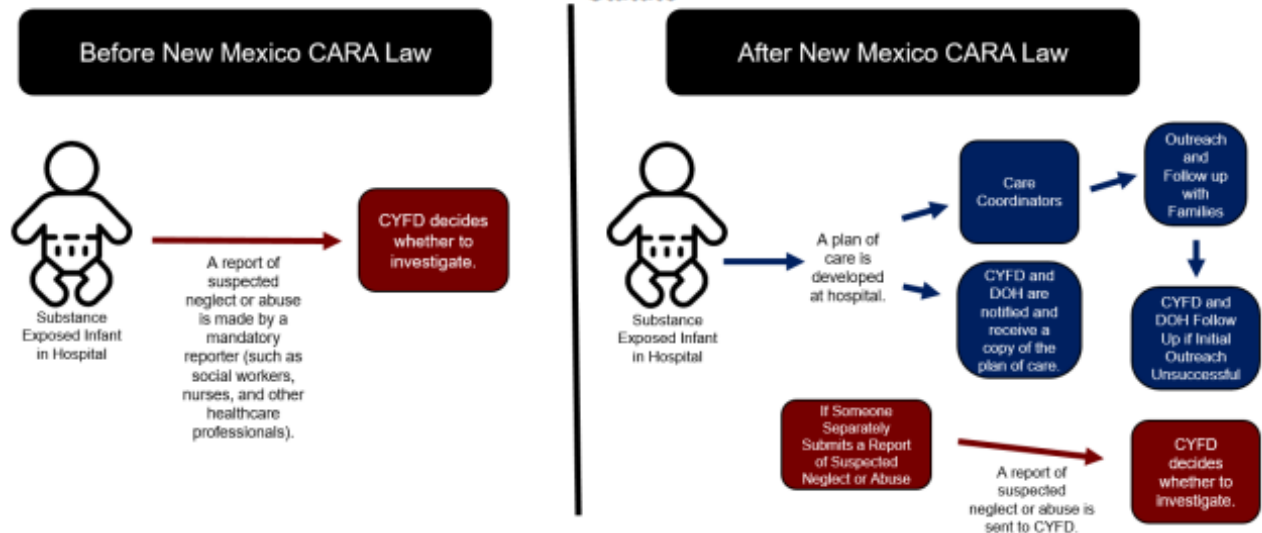 Before New Mexico CARA Law
Substance
Exposed Infant
in Hospital
A report of
suspected
neglect or abuse
is made by a
mandatory
reporter (such as
social workers,
nurses, and other
healthcare
professionals).
CYFD decides
whether to
investigate.
After New Mexico CARA Law
Substance
Exposed Infant
in Hospital
A plan of
care is
developed
at hospital.
Care
Coordinators
Outreach
and
Follow up
with
Families
CYFD and
DOH are
notified and
receive a
copy of the
plan of care.
CYFD and
DOH Follow
Up if Initial
Outreach
Unsuccessful
If Someone
Separately
Submits a Report
of Suspected
Neglect or Abuse
A report of
suspected
neglect or abuse is
sent to CYFD.
CYFD
decides
whether to
investigate.